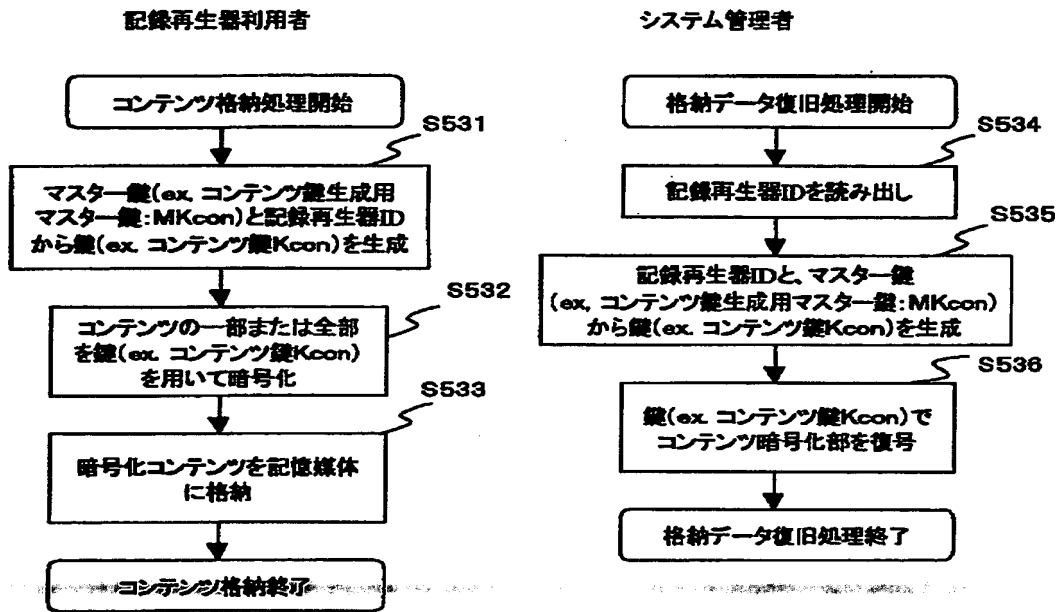 記録再生器利用者
コンテンツ格納処理開始
S531
マスター鍵(ex, コンテンツ鍵生成用
マスター鍵:MKcon)と記録再生器ID
から鍵(ex. コンテンツ鍵Kcon)を生成
S532
コンテンツの一部または全部
を鍵(ex. コンテンツ鍵Kcon)
を用いて暗号化
S533
暗号化コンテンツを記憶媒体
に格納
コンテンツ格納終了
システム管理者
格納データ復旧処理開始
S534
記録再生器IDを読み出し
S535
記録再生器IDと、マスター鍵
(ex, コンテンツ鍵生成用マスター鍵:MKcon)
から鍵(ex. コンテンツ鍵Kcon)を生成
S536
鍵(ex. コンテンツ鍵Kcon)で
コンテンツ暗号化部を復号
格納データ復旧処理終了